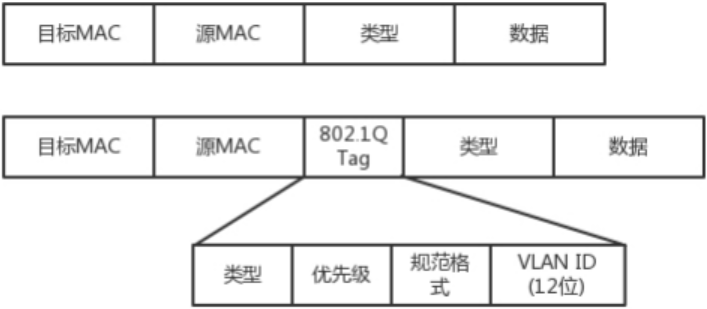 目标MAC 源MAC 类型 数据
目标MAC 源MAC 802.1Q Tag 类型 数据
类型 优先级 规范格式 VLAN ID (12位)